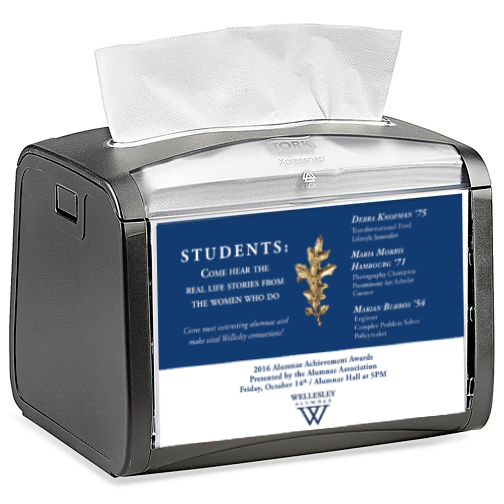 TORK
Xpressnap
STUDENTS:
COME HEAR THE
REAL LIFE STORIES FROM
THE WOMEN WHO DO
Come meet interesting alumnae and
make vital Wellesley connections!
DEBRA KNOPMAN '75
Transformational Food
Lifestyle Journalist
MARIA MORRIS
HAMBOURG '71
Photography Champion
Prominent Art Scholar
Curator
MARIAN BURROS '54
Engineer
Complex Problem Solver
Policymaker
2016 Alumnae Achievement Awards
Presented by the Alumnae Association
Friday, October 14th / Alumnae Hall at 5PM
WELLESLEY
ALUMNAE
W